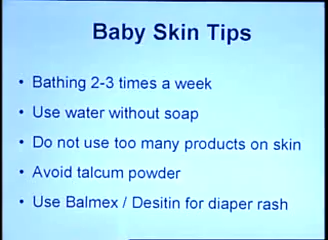 Baby Skin Tips
• Bathing 2-3 times a week
• Use water without soap
• Do not use too many products on skin
• Avoid talcum powder
• Use Balmex / Desitin for diaper rash